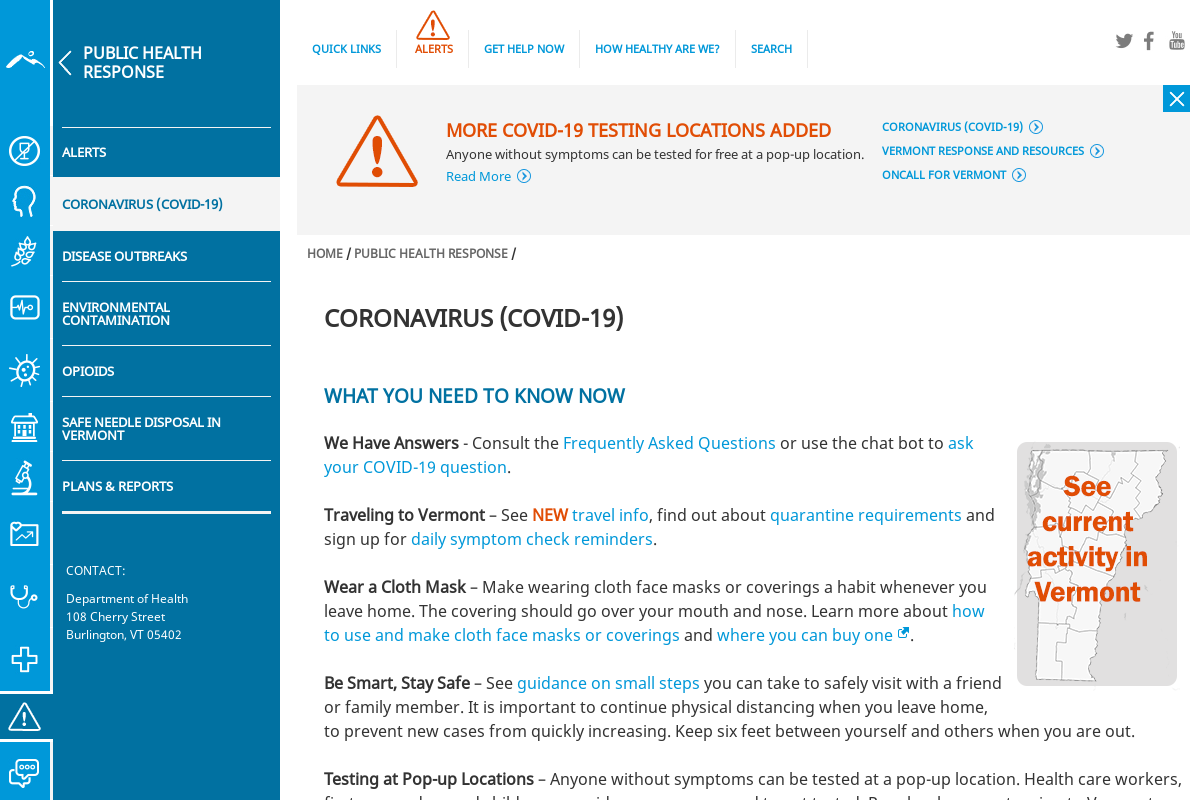 PUBLIC HEALTH
RESPONSE
ALERTS
CORONAVIRUS (COVID-19)
DISEASE OUTBREAKS
ENVIRONMENTAL
CONTAMINATION
OPIOIDS
SAFE NEEDLE DISPOSAL IN
VERMONT
PLANS & REPORTS
CONTACT:
Department of Health
108 Cherry Street
Burlington, VT 05402
QUICK LINKS
ALERTS
GET HELP NOW
HOW HEALTHY ARE WE?
SEARCH
You
Tube
MORE COVID-19 TESTING LOCATIONS ADDED
Anyone without symptoms can be tested for free at a pop-up location.
Read More
CORONAVIRUS (COVID-19)
VERMONT RESPONSE AND RESOURCES
ONCALL FOR VERMONT
HOME / PUBLIC HEALTH RESPONSE /
CORONAVIRUS (COVID-19)
WHAT YOU NEED TO KNOW NOW
We Have Answers - Consult the Frequently Asked Questions or use the chat bot to ask
your COVID-19 question.
Traveling to Vermont – See NEW travel info, find out about quarantine requirements and
sign up for daily symptom check reminders.
Wear a Cloth Mask – Make wearing cloth face masks or coverings a habit whenever you
leave home. The covering should go over your mouth and nose. Learn more about how
to use and make cloth face masks or coverings and where you can buy one.
Be Smart, Stay Safe – See guidance on small steps you can take to safely visit with a friend
or family member. It is important to continue physical distancing when you leave home,
to prevent new cases from quickly increasing. Keep six feet between yourself and others when you are out.
Testing at Pop-up Locations – Anyone without symptoms can be tested at a pop-up location. Health care workers,
See
current
activity in
Vermont